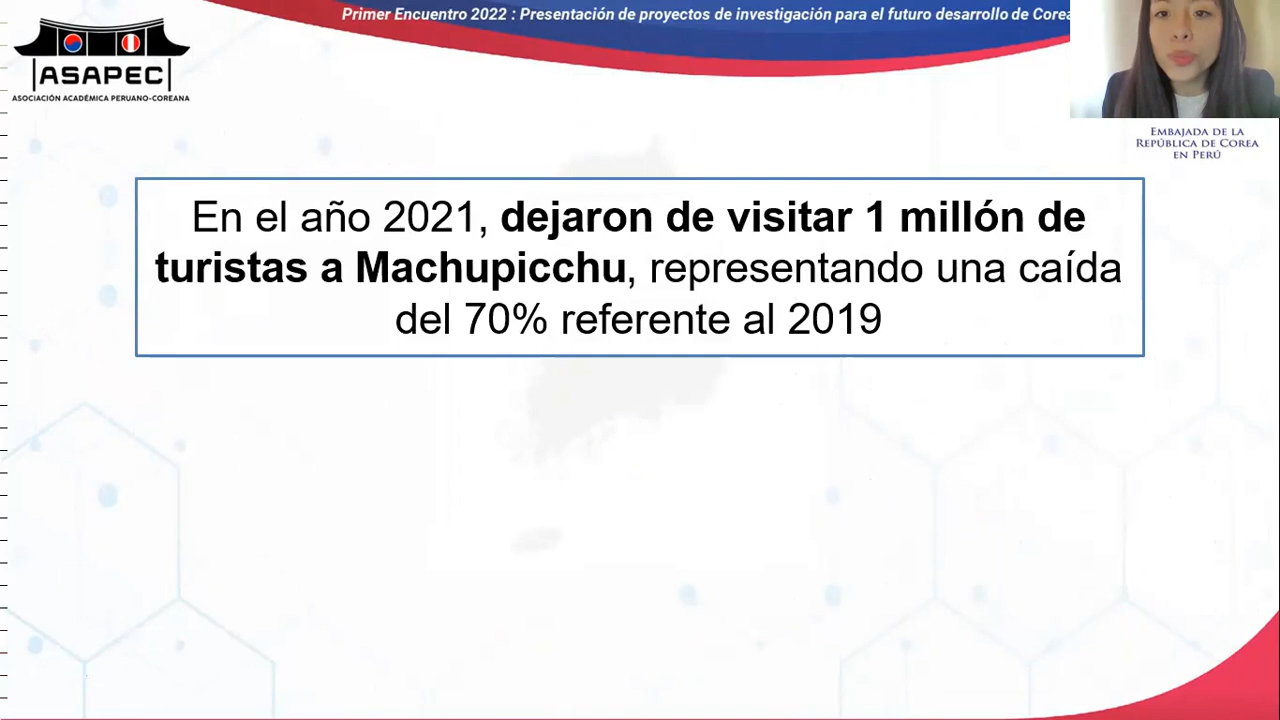 Primer Encuentro 2022 : Presentación de proyectos de investigación para el futuro desarrollo de Corea
ASAPEC
ASOCIACIÓN ACADÉMICA PERUANO-COREANA
EMBAJADA DE LA
REPÚBLICA DE COREA
EN PERÚ
En el año 2021, dejaron de visitar 1 millón de
turistas a Machupicchu, representando una caída
del 70% referente al 2019